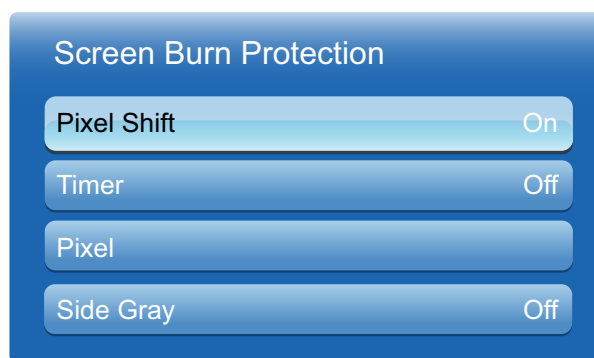 Screen Burn Protection
Pixel Shift On
Timer Off
Pixel
Side Gray Off